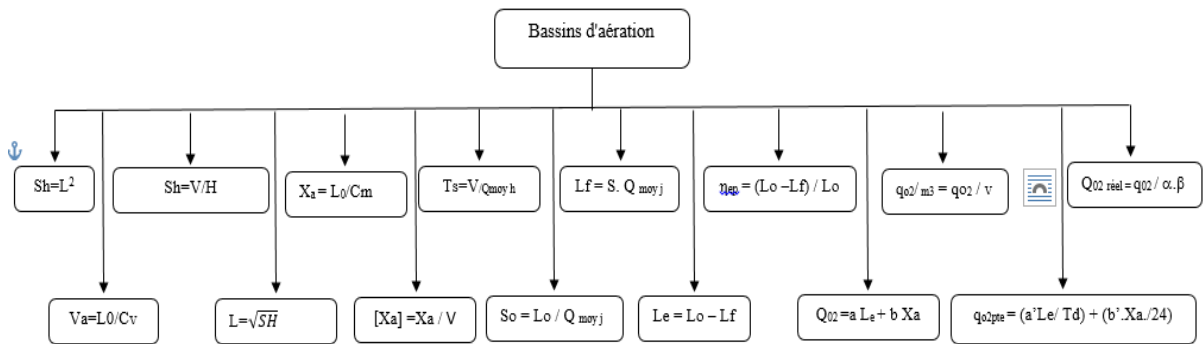 Bassins d'aération
Sh=L²
Sh=V/H
Xₐ = L₀/Cm
Ts=V/Qmoy h
Lf = S. Q moy j
ηep = (Lo –Lf) / Lo
qo2/ m3 = qo2 / v
Q02 réel = q02 / α.β
Va=L0/Cv
L=√SH
[Xa] =Xa / V
So = Lo / Q moy j
Le = Lo – Lf
Q02 =a Le + b Xa
qo2pte = (a'Le/ Td) + (b'.Xa./24)